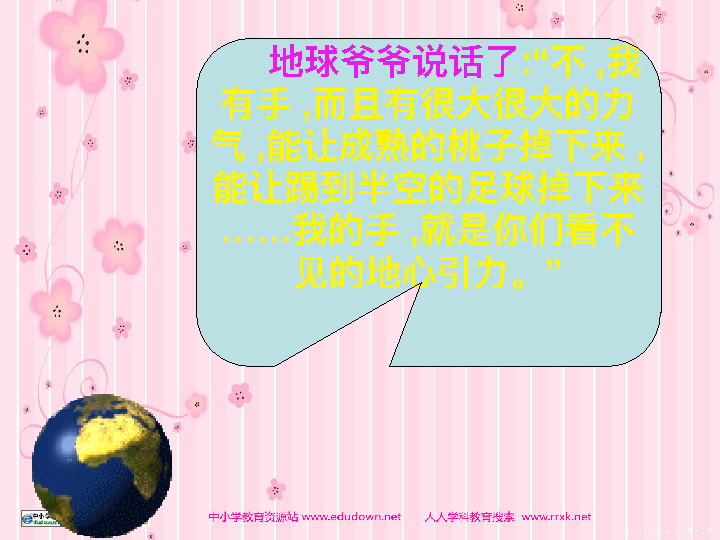 地球爷爷说话了:“不 ,我
有手 ,而且有很大很大的力
气 ,能让成熟的桃子掉下来 ,
能让踢到半空的足球掉下来
……我的手 ,就是你们看不
见的地心引力。”
中小学教育资源站 www.edudown.net 人人学科教育搜索 www.rrxk.net